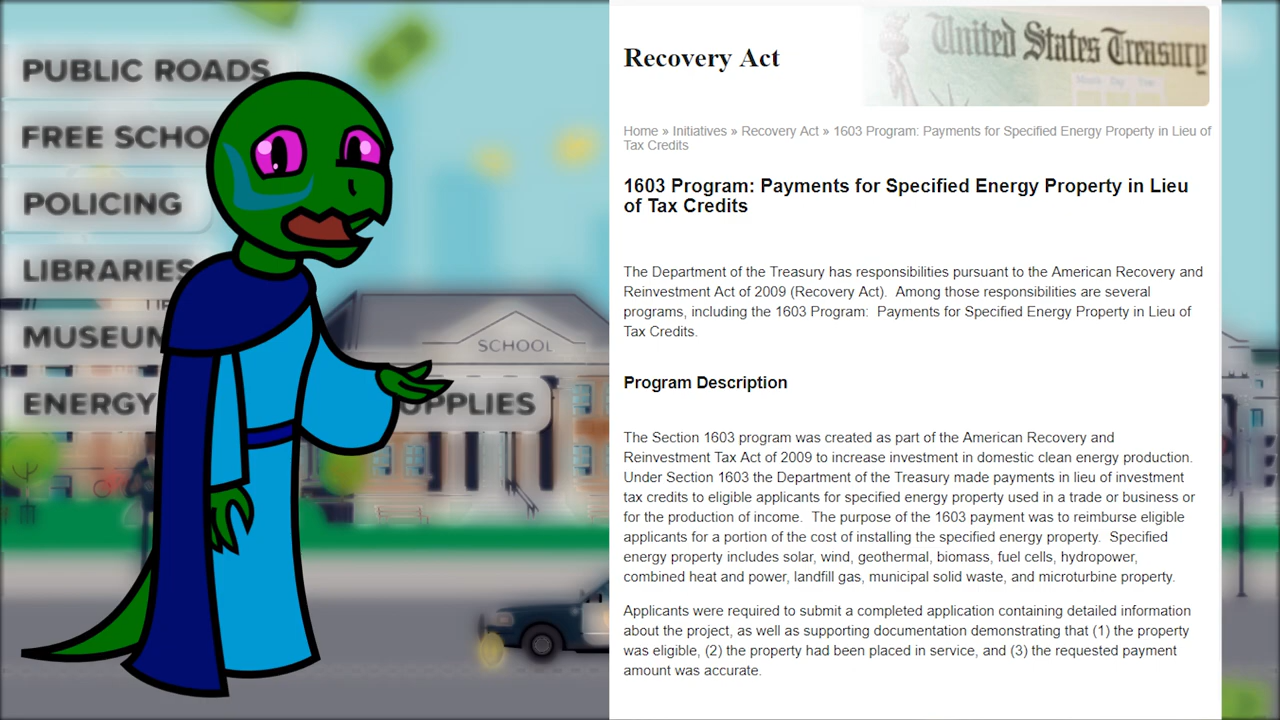 PUBLIC ROADS
FREE SCHO
POLICING
LIBRARIES
MUSEUM
ENERGY
UPPLIES
SCHOOL
Recovery Act
United States Treasury
Home » Initiatives » Recovery Act » 1603 Program: Payments for Specified Energy Property in Lieu of
Tax Credits
1603 Program: Payments for Specified Energy Property in Lieu
of Tax Credits
The Department of the Treasury has responsibilities pursuant to the American Recovery and
Reinvestment Act of 2009 (Recovery Act).  Among those responsibilities are several
programs, including the 1603 Program:  Payments for Specified Energy Property in Lieu of
Tax Credits.
Program Description
The Section 1603 program was created as part of the American Recovery and
Reinvestment Tax Act of 2009 to increase investment in domestic clean energy production.
Under Section 1603 the Department of the Treasury made payments in lieu of investment
tax credits to eligible applicants for specified energy property used in a trade or business or
for the production of income.  The purpose of the 1603 payment was to reimburse eligible
applicants for a portion of the cost of installing the specified energy property.  Specified
energy property includes solar, wind, geothermal, biomass, fuel cells, hydropower,
combined heat and power, landfill gas, municipal solid waste, and microturbine property.
Applicants were required to submit a completed application containing detailed information
about the project, as well as supporting documentation demonstrating that (1) the property
was eligible, (2) the property had been placed in service, and (3) the requested payment
amount was accurate.